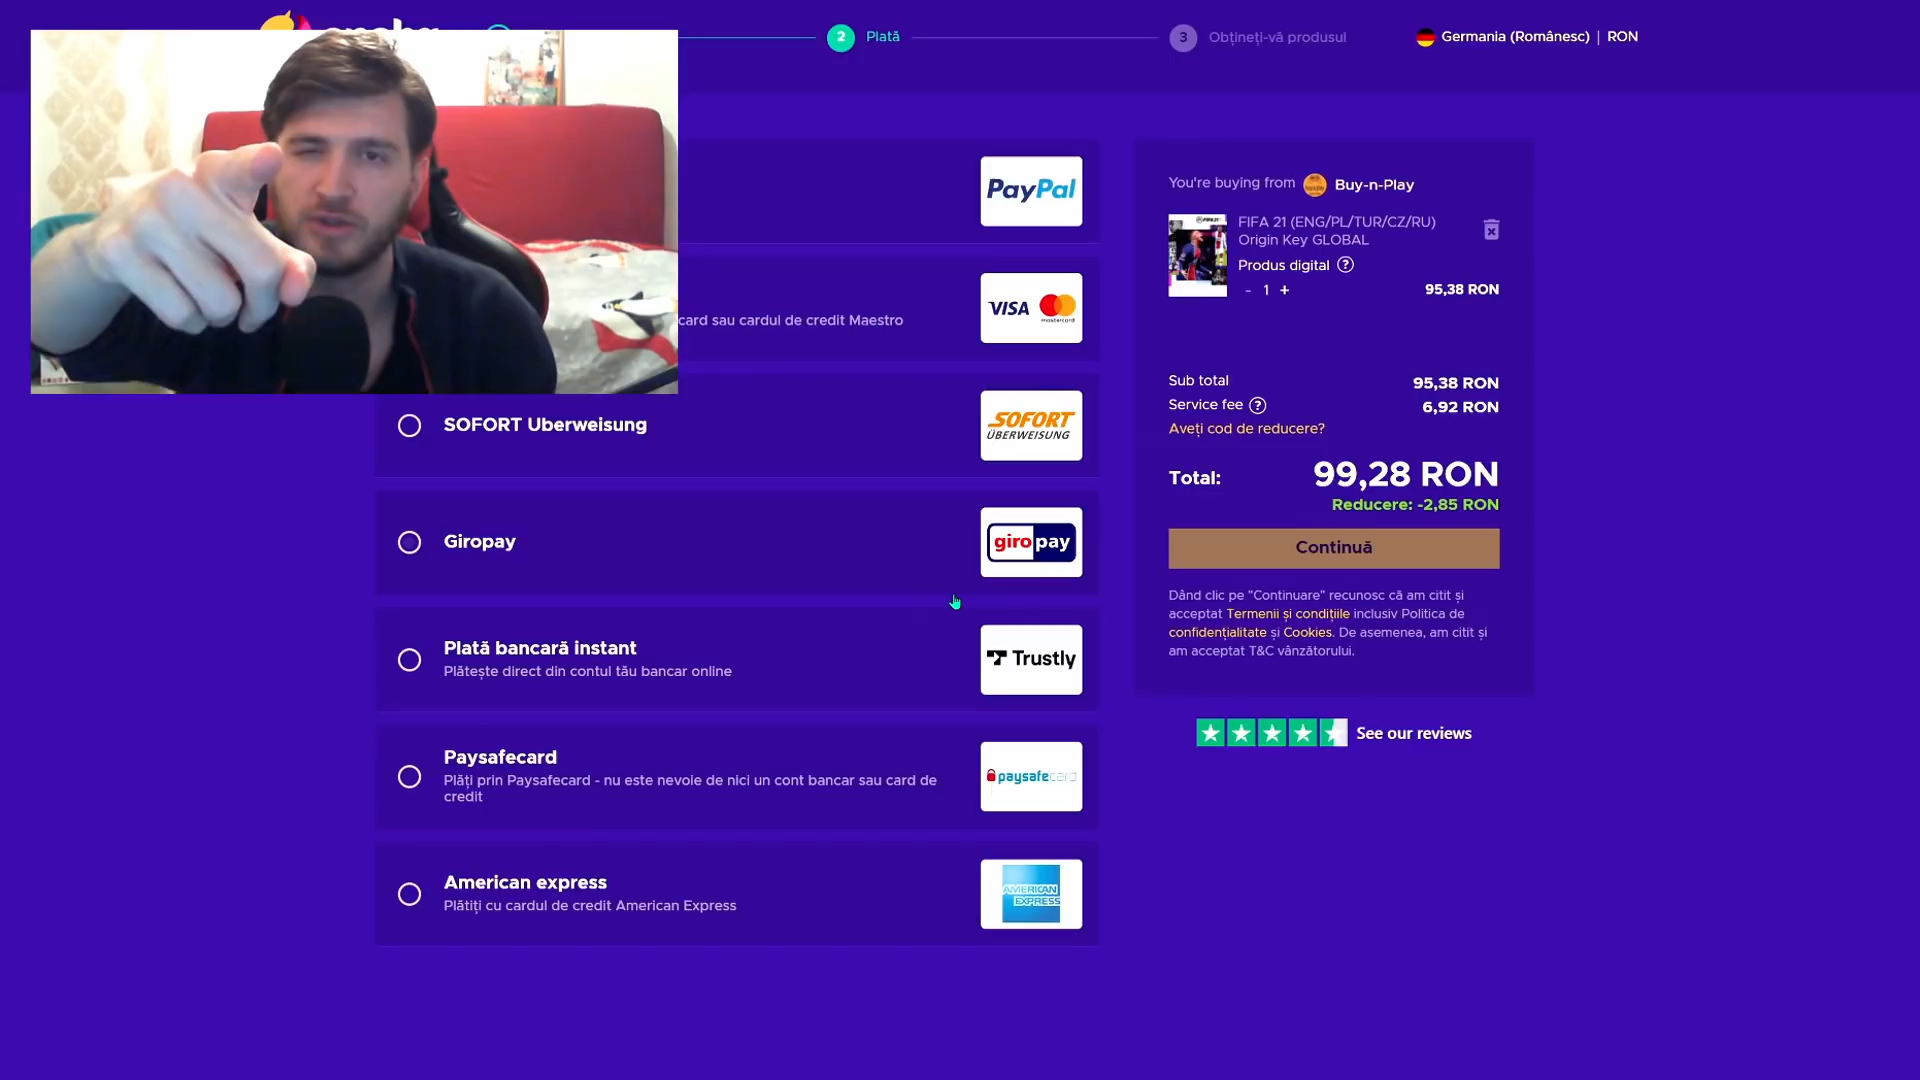 2 Plată
3 Obțineți-vă produsul
Germania (Românesc) | RON
PayPal
card sau cardul de credit Maestro
VISA
mastercard
SOFORT Uberweisung
SOFORT
ÜBERWEISUNG
Giropay
giropay
Plată bancară instant
Plătește direct din contul tău bancar online
Trustly
Paysafecard
Plăți prin Paysafecard - nu este nevoie de nici un cont bancar sau card de
credit
paysafecard
American express
Plătiți cu cardul de credit American Express
AMERICAN
EXPRESS
You're buying from Buy-n-Play
FIFA 21 (ENG/PL/TUR/CZ/RU)
Origin Key GLOBAL
Produs digital ?
- 1 + 95,38 RON
Sub total 95,38 RON
Service fee ? 6,92 RON
Aveți cod de reducere?
Total: 99,28 RON
Reducere: -2,85 RON
Continuă
Dând clic pe "Continuare" recunosc că am citit și
acceptat Termenii și condițiile inclusiv Politica de
confidențialitate și Cookies. De asemenea, am citit și
am acceptat T&C vânzătorului.
See our reviews